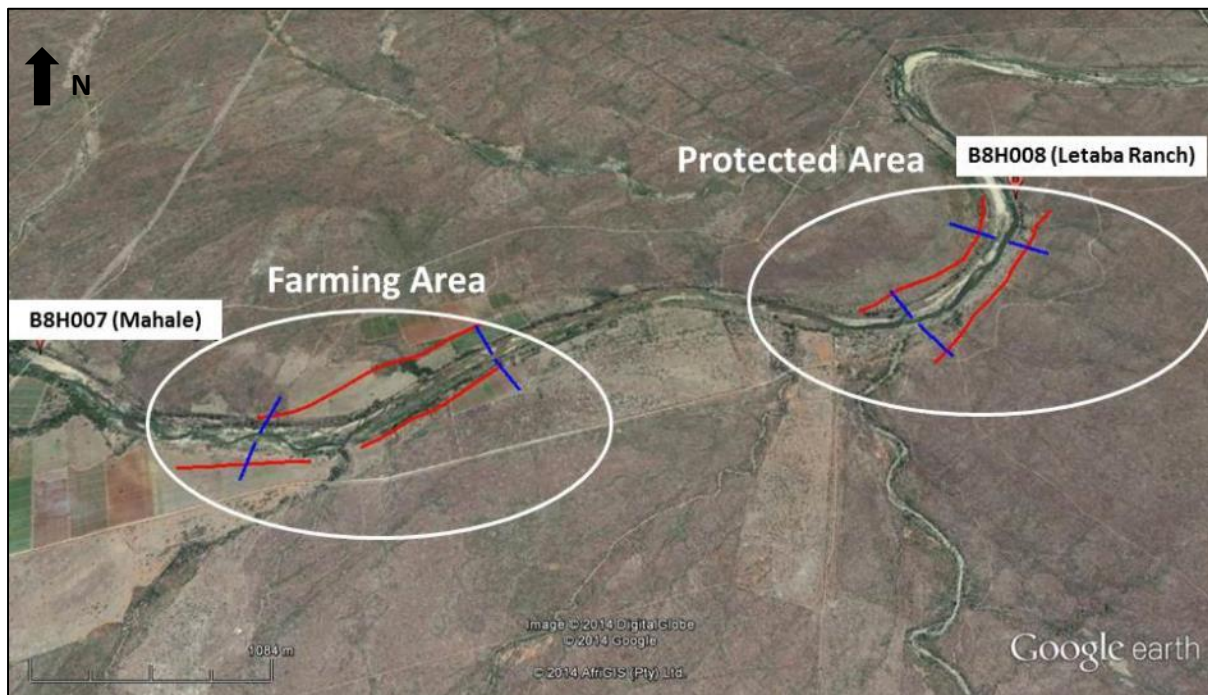 N
Protected Area
B8H008 (Letaba Ranch)
Farming Area
B8H007 (Mahale)
Image © 2014 DigitalGlobe
© 2014 Google
1084 m
© 2014 AfriGIS (Pty) Ltd.
Google earth